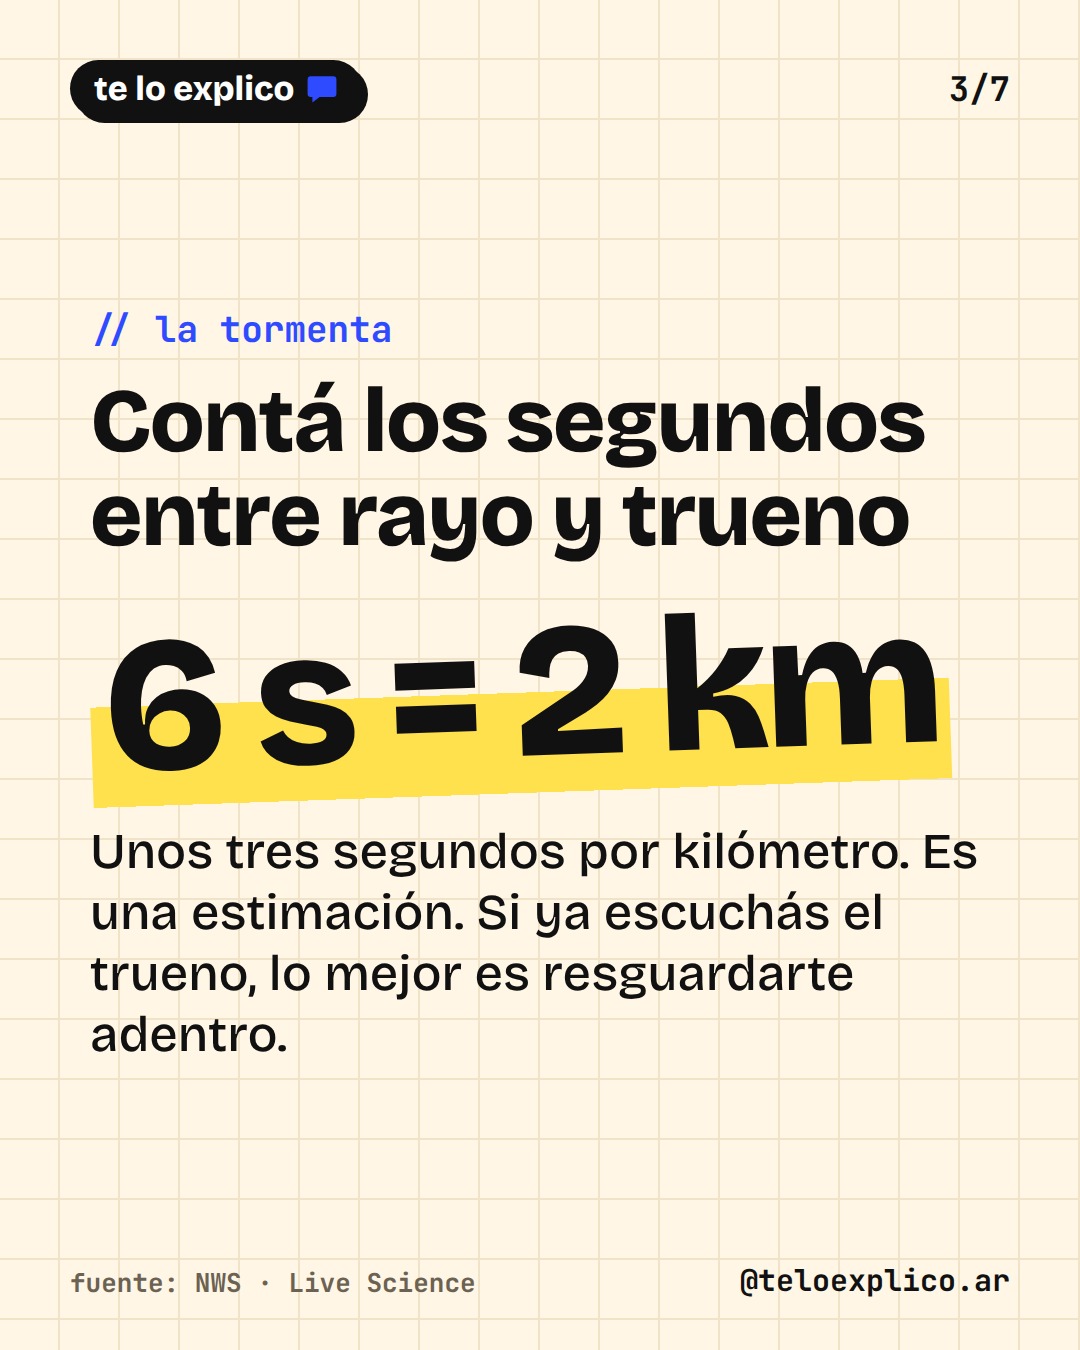 te lo explico
3/7
// la tormenta
Contá los segundos
entre rayo y trueno
6 s = 2 km
Unos tres segundos por kilómetro. Es
una estimación. Si ya escuchás el
trueno, lo mejor es resguardarte
adentro.
fuente: NWS · Live Science
@teloexplico.ar